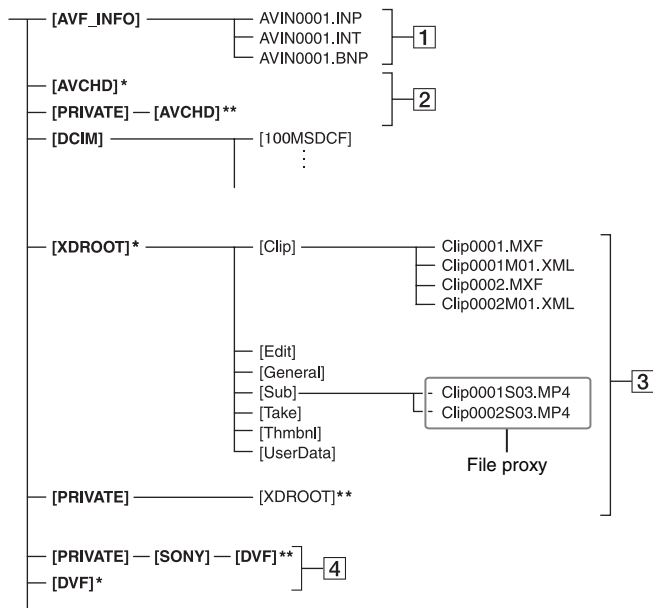 [AVF_INFO] AVIN0001.INP
AVIN0001.INT 1
AVIN0001.BNP
[AVCHD]*
2
[PRIVATE] [AVCHD]**
[DCIM] [100MSDCF]
[XDROOT]* [Clip] Clip0001.MXF
Clip0001M01.XML
Clip0002.MXF
Clip0002M01.XML
[Edit]
[General]
[Sub] Clip0001S03.MP4 3
[Take] Clip0002S03.MP4
[Thmbnl]
[UserData]
File proxy
[PRIVATE] [XDROOT]**
[PRIVATE] [SONY] [DVF]**
4
[DVF]*